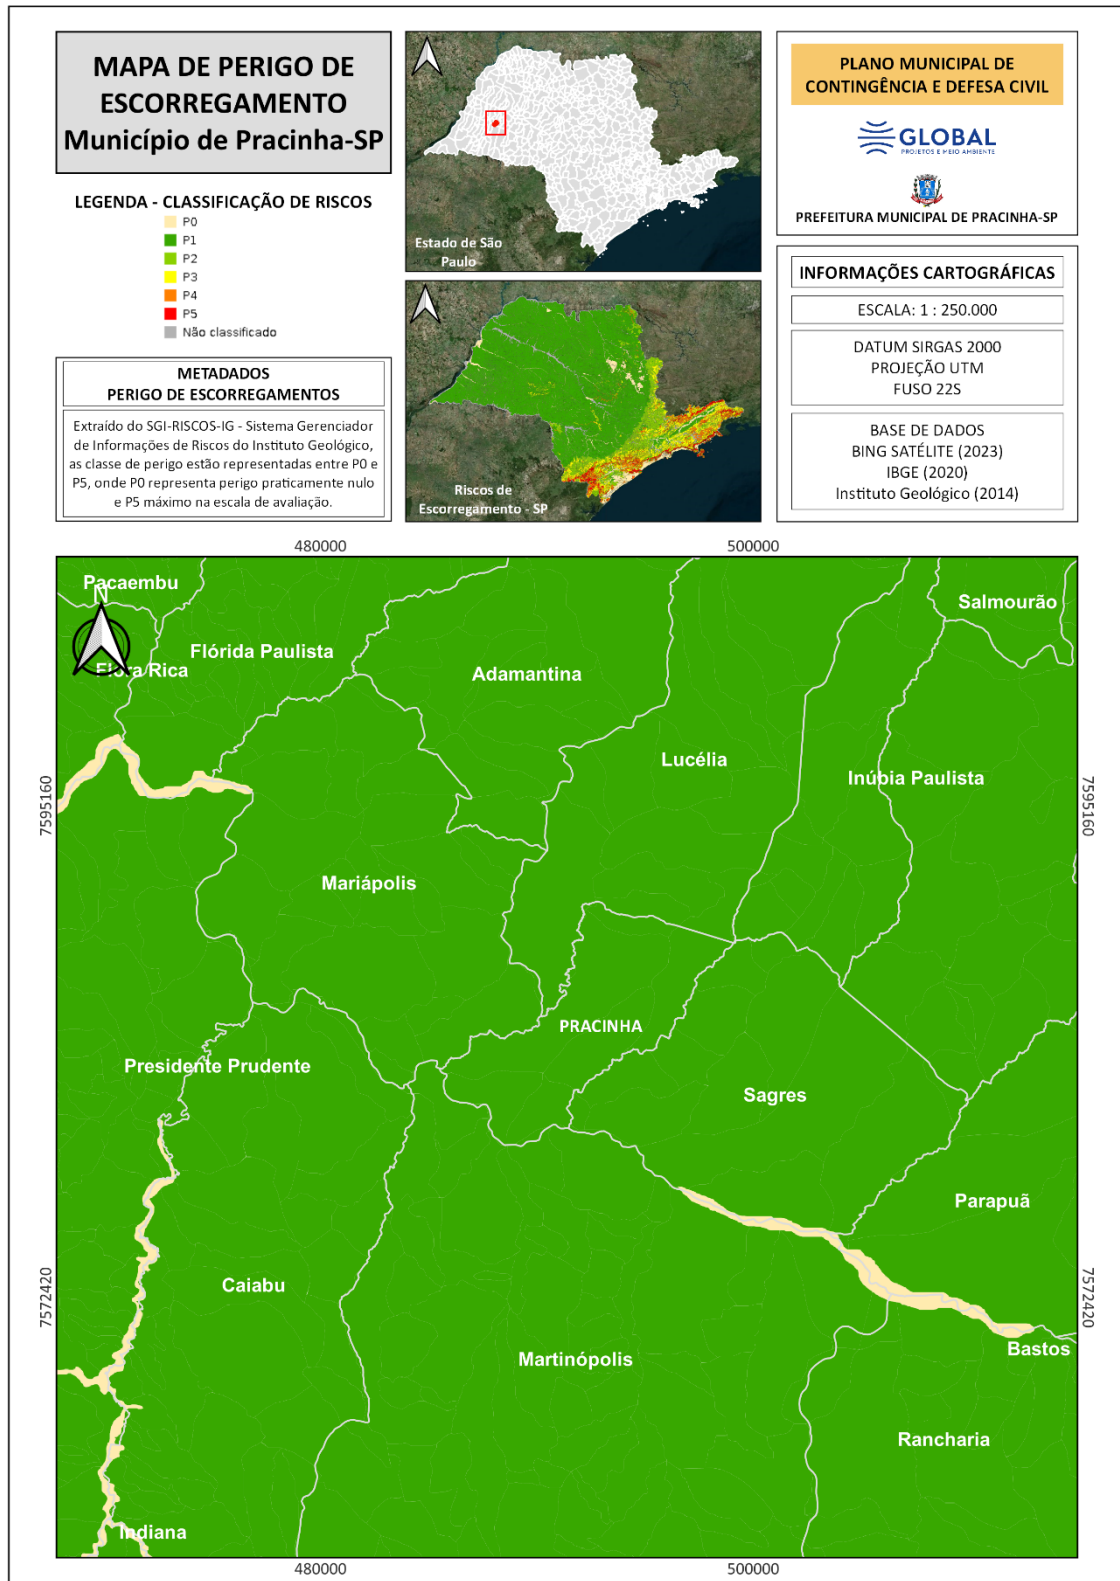 MAPA DE PERIGO DE
ESCORREGAMENTO
Município de Pracinha-SP
LEGENDA - CLASSIFICAÇÃO DE RISCOS
P0
P1
P2
P3
P4
P5
Não classificado
METADADOS
PERIGO DE ESCORREGAMENTOS
Extraído do SGI-RISCOS-IG - Sistema Gerenciador
de Informações de Riscos do Instituto Geológico,
as classe de perigo estão representadas entre P0 e
P5, onde P0 representa perigo praticamente nulo
e P5 máximo na escala de avaliação.
Estado de São
Paulo
Riscos de
Escorregamento - SP
PLANO MUNICIPAL DE
CONTINGÊNCIA E DEFESA CIVIL
GLOBAL
PROJETOS E MEIO AMBIENTE
PREFEITURA MUNICIPAL DE PRACINHA-SP
INFORMAÇÕES CARTOGRÁFICAS
ESCALA: 1 : 250.000
DATUM SIRGAS 2000
PROJEÇÃO UTM
FUSO 22S
BASE DE DADOS
BING SATÉLITE (2023)
IBGE (2020)
Instituto Geológico (2014)
480000
500000
Pacaembu
N
Salmourão
Flórida Paulista
Flora Rica
Adamantina
Lucélia
Inúbia Paulista
7595160
7595160
Mariápolis
PRACINHA
Presidente Prudente
Sagres
Parapuã
Caiabu
7572420
7572420
Bastos
Martinópolis
Rancharia
Indiana
480000
500000